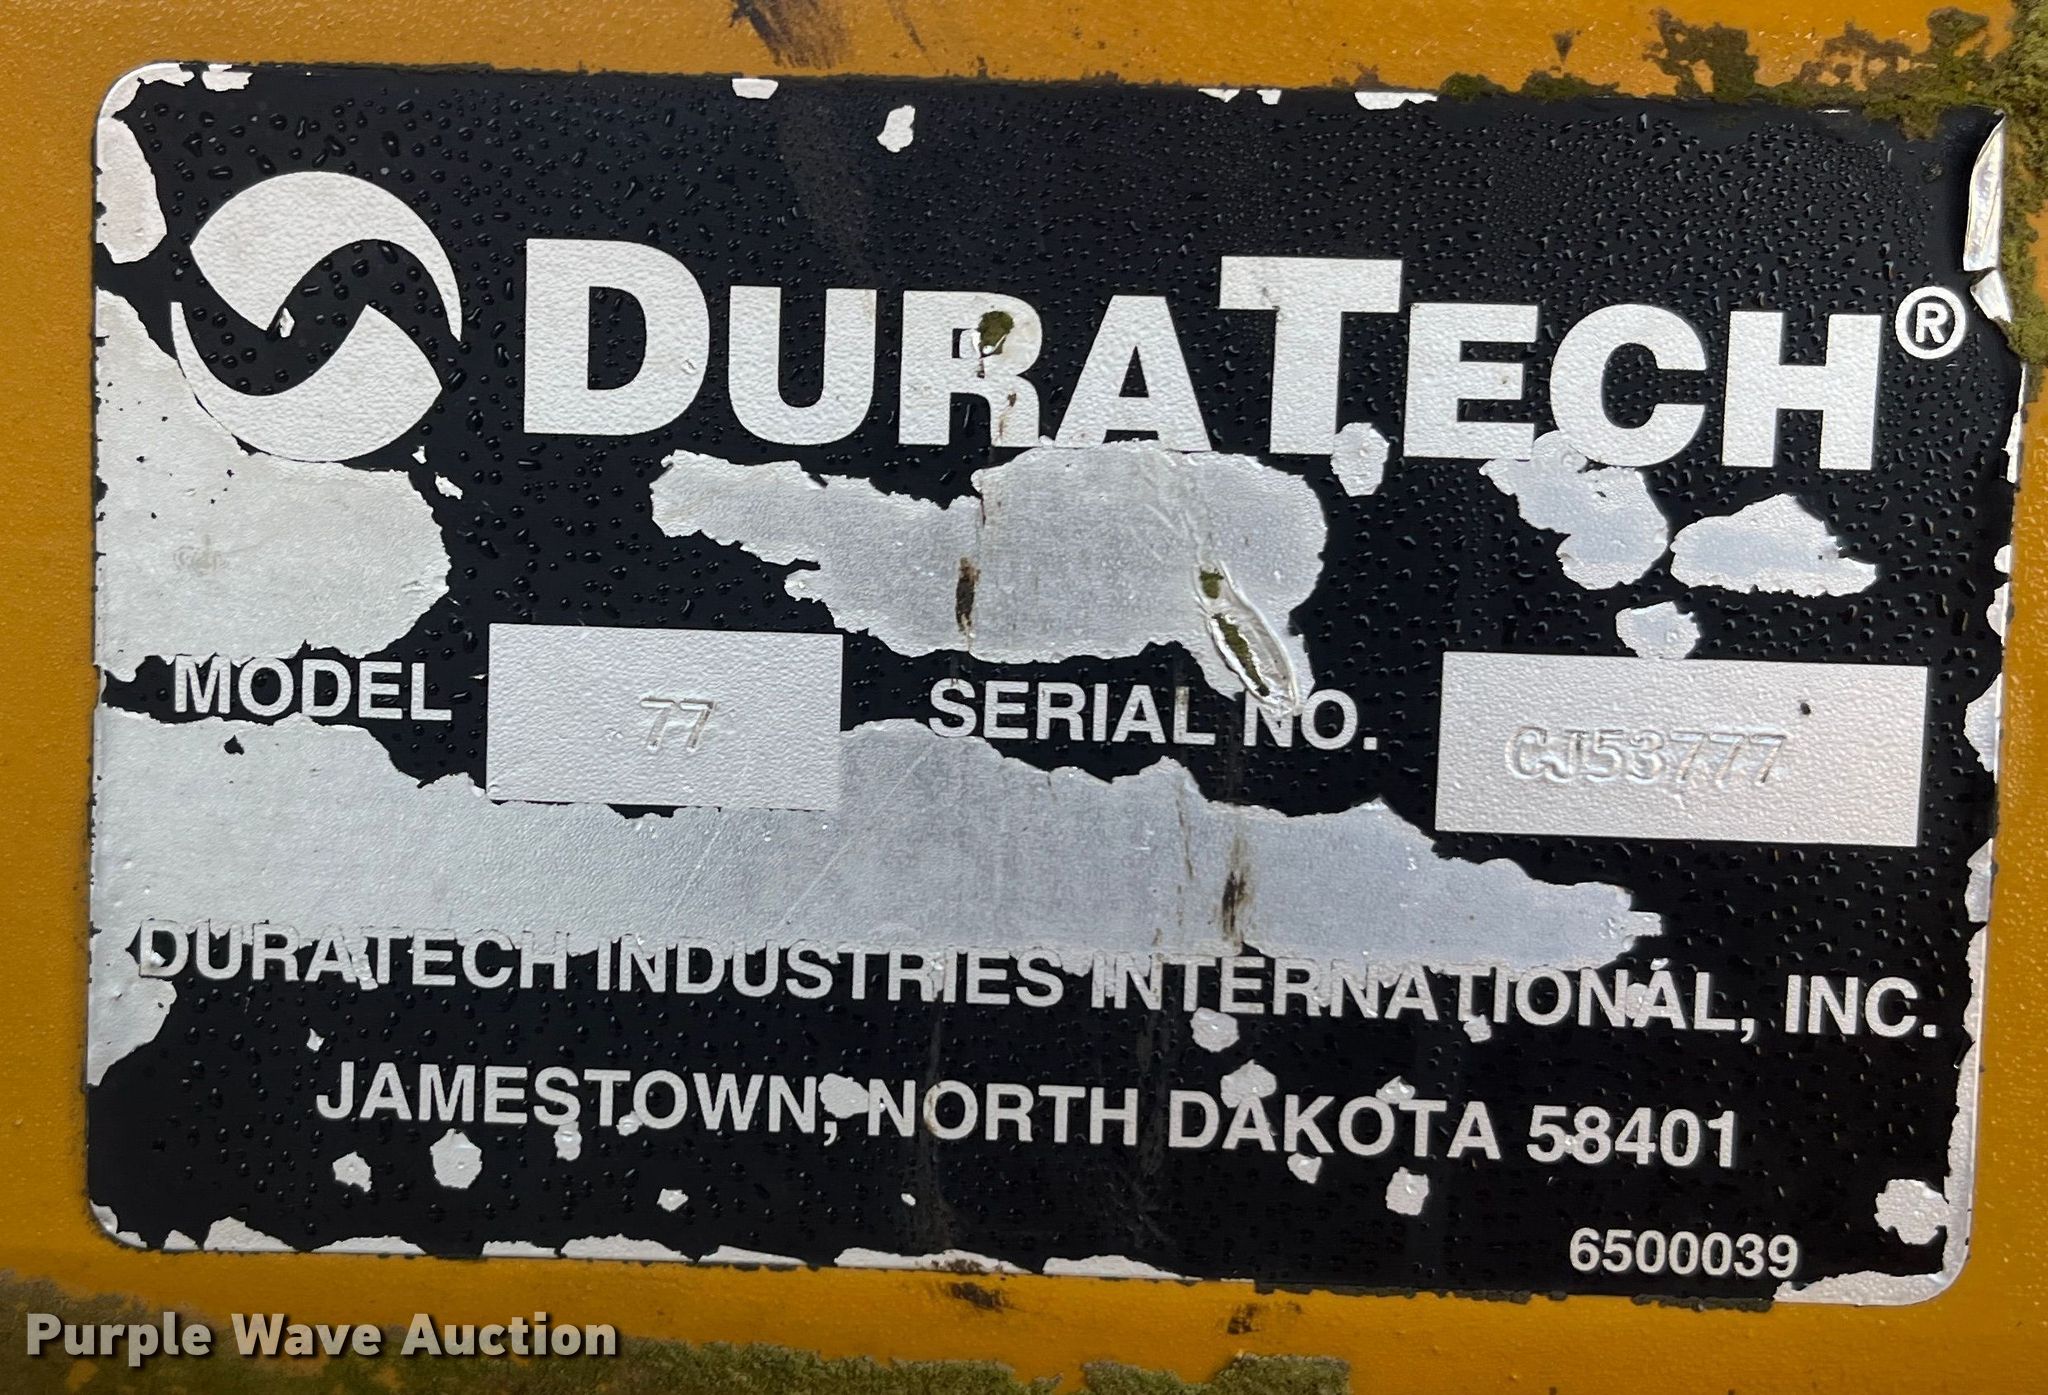 DURATECH®
MODEL 77 SERIAL NO. CJ53777
DURATECH INDUSTRIES INTERNATIONAL, INC.
JAMESTOWN, NORTH DAKOTA 58401
6500039
Purple Wave Auction